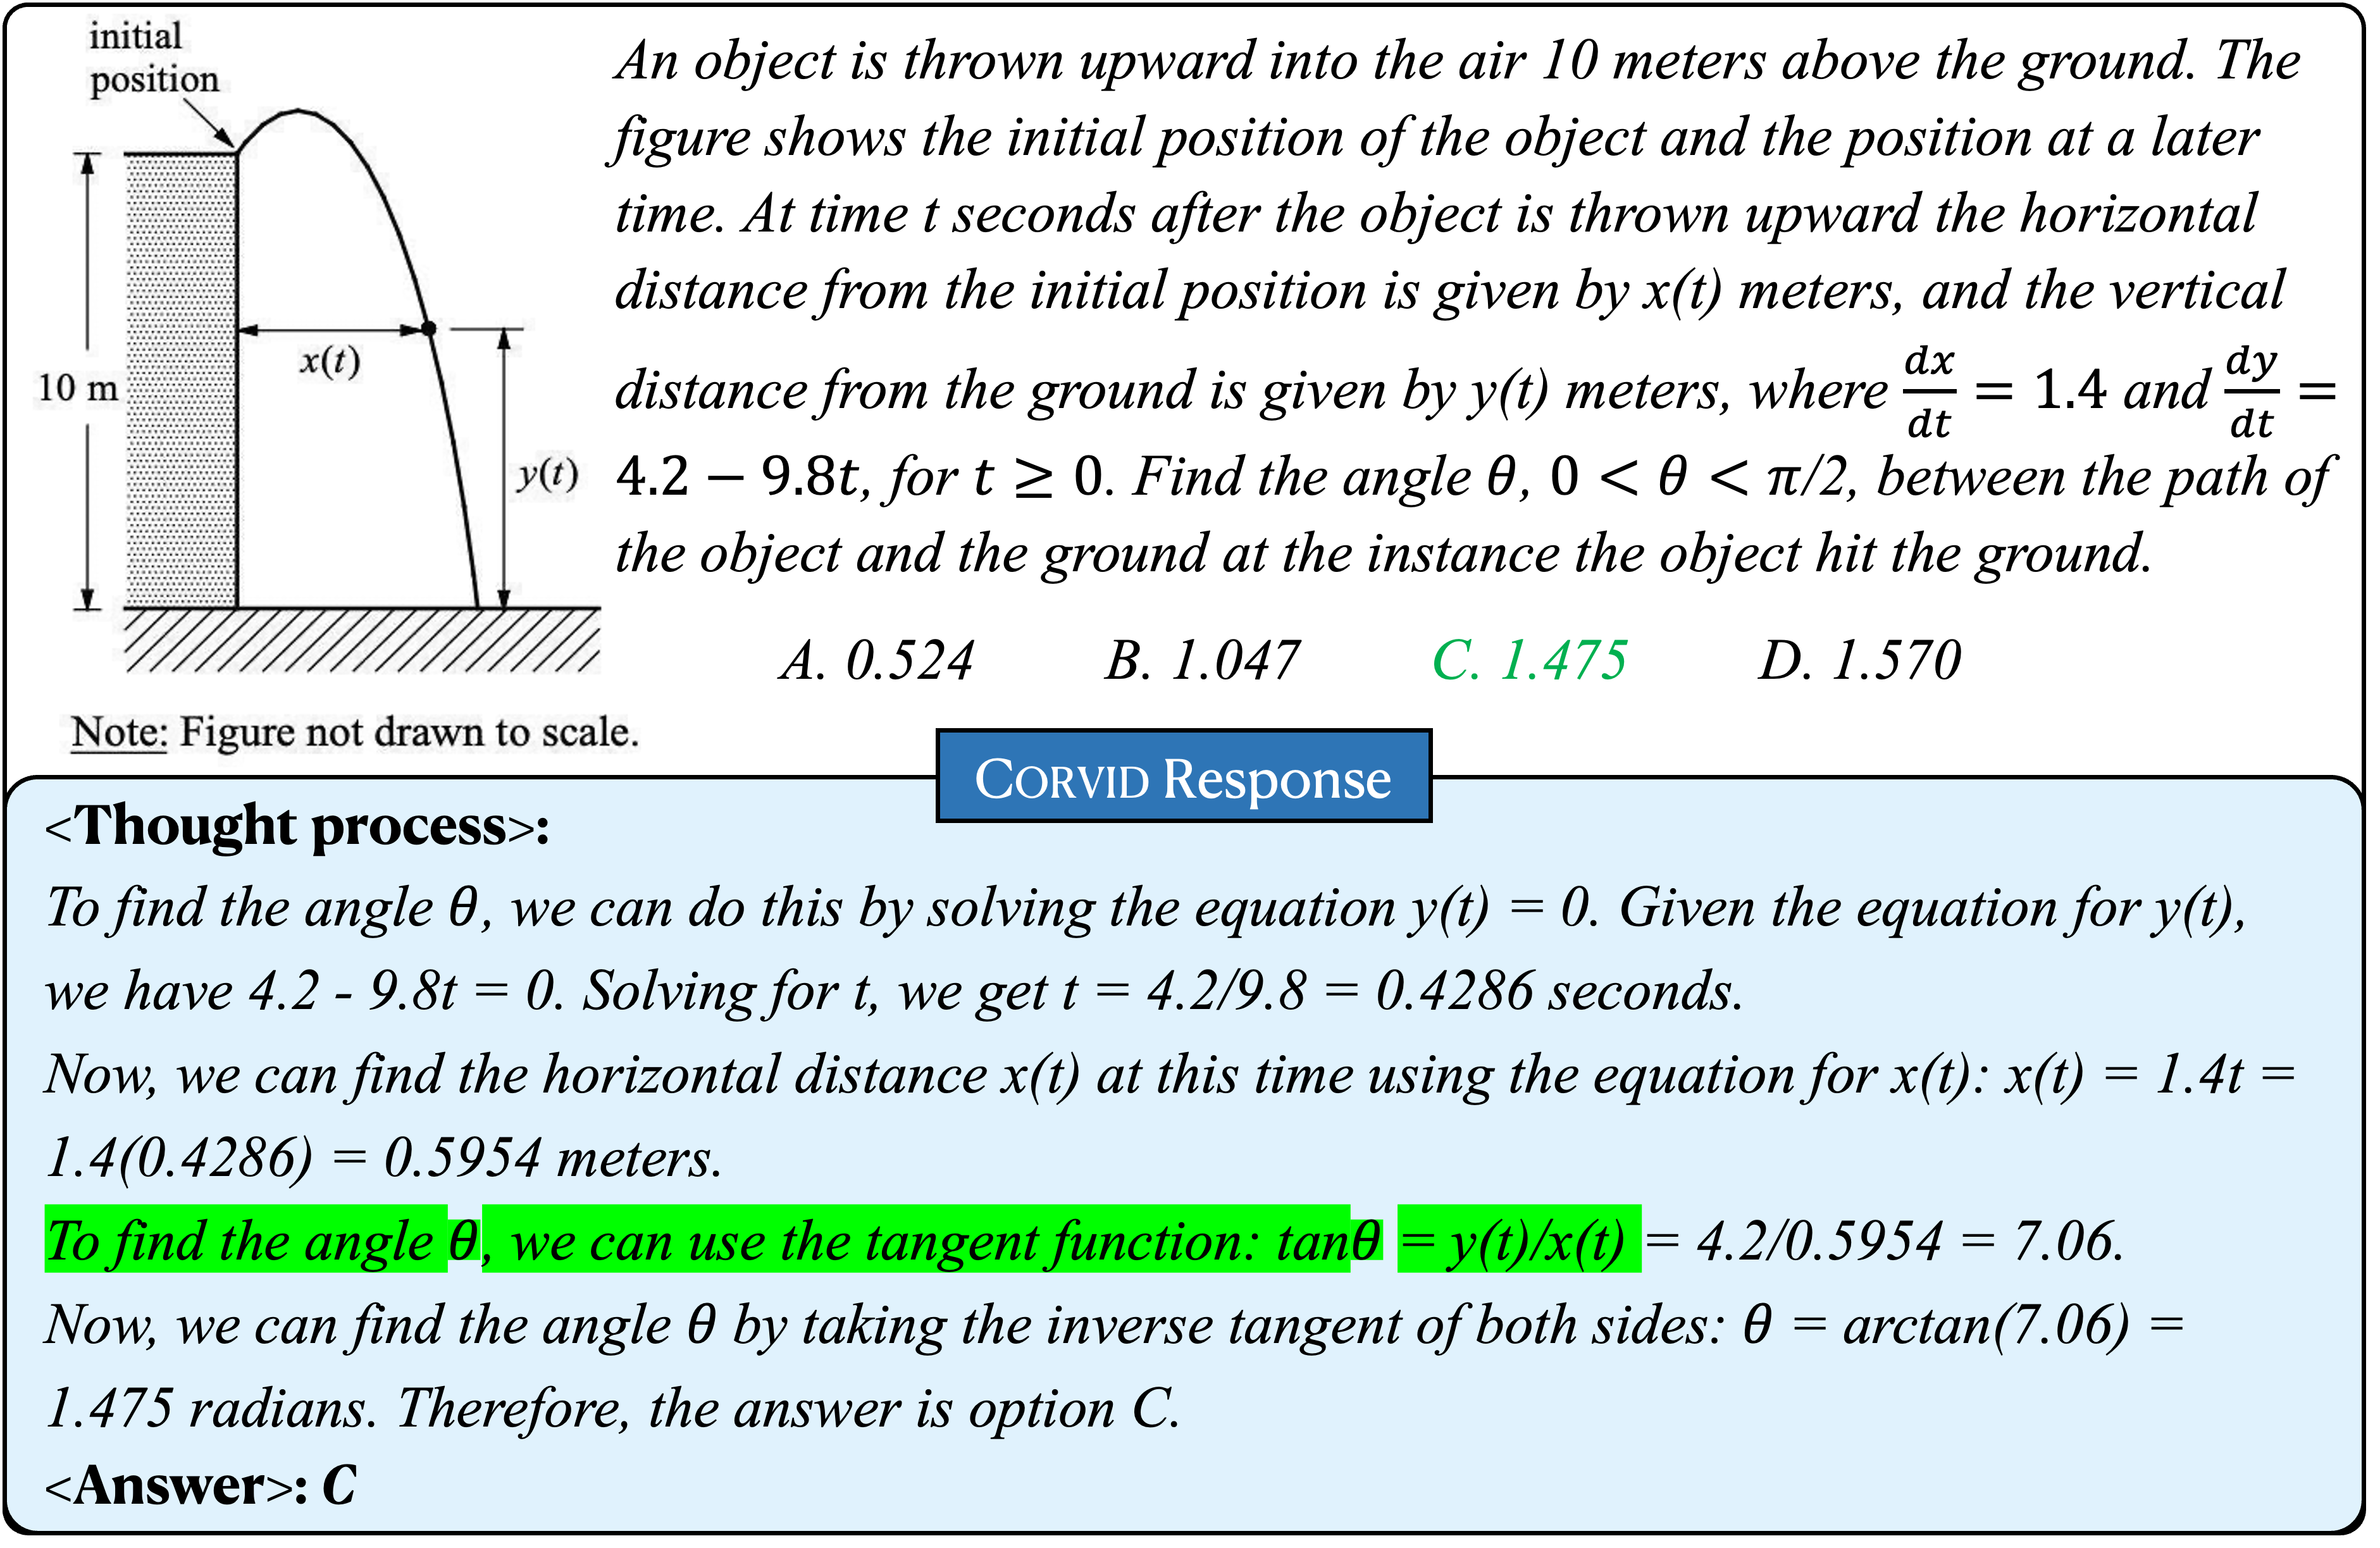 initial
position
10 m
x(t)
y(t)
Note: Figure not drawn to scale.
An object is thrown upward into the air 10 meters above the ground. The
figure shows the initial position of the object and the position at a later
time. At time t seconds after the object is thrown upward the horizontal
distance from the initial position is given by x(t) meters, and the vertical
distance from the ground is given by y(t) meters, where dx/dt = 1.4 and dy/dt =
4.2 − 9.8t, for t ≥ 0. Find the angle θ, 0 < θ < π/2, between the path of
the object and the ground at the instance the object hit the ground.
A. 0.524 B. 1.047 C. 1.475 D. 1.570
CORVID Response
<Thought process>:
To find the angle θ, we can do this by solving the equation y(t) = 0. Given the equation for y(t),
we have 4.2 - 9.8t = 0. Solving for t, we get t = 4.2/9.8 = 0.4286 seconds.
Now, we can find the horizontal distance x(t) at this time using the equation for x(t): x(t) = 1.4t =
1.4(0.4286) = 0.5954 meters.
To find the angle θ, we can use the tangent function: tanθ = y(t)/x(t) = 4.2/0.5954 = 7.06.
Now, we can find the angle θ by taking the inverse tangent of both sides: θ = arctan(7.06) =
1.475 radians. Therefore, the answer is option C.
<Answer>: C